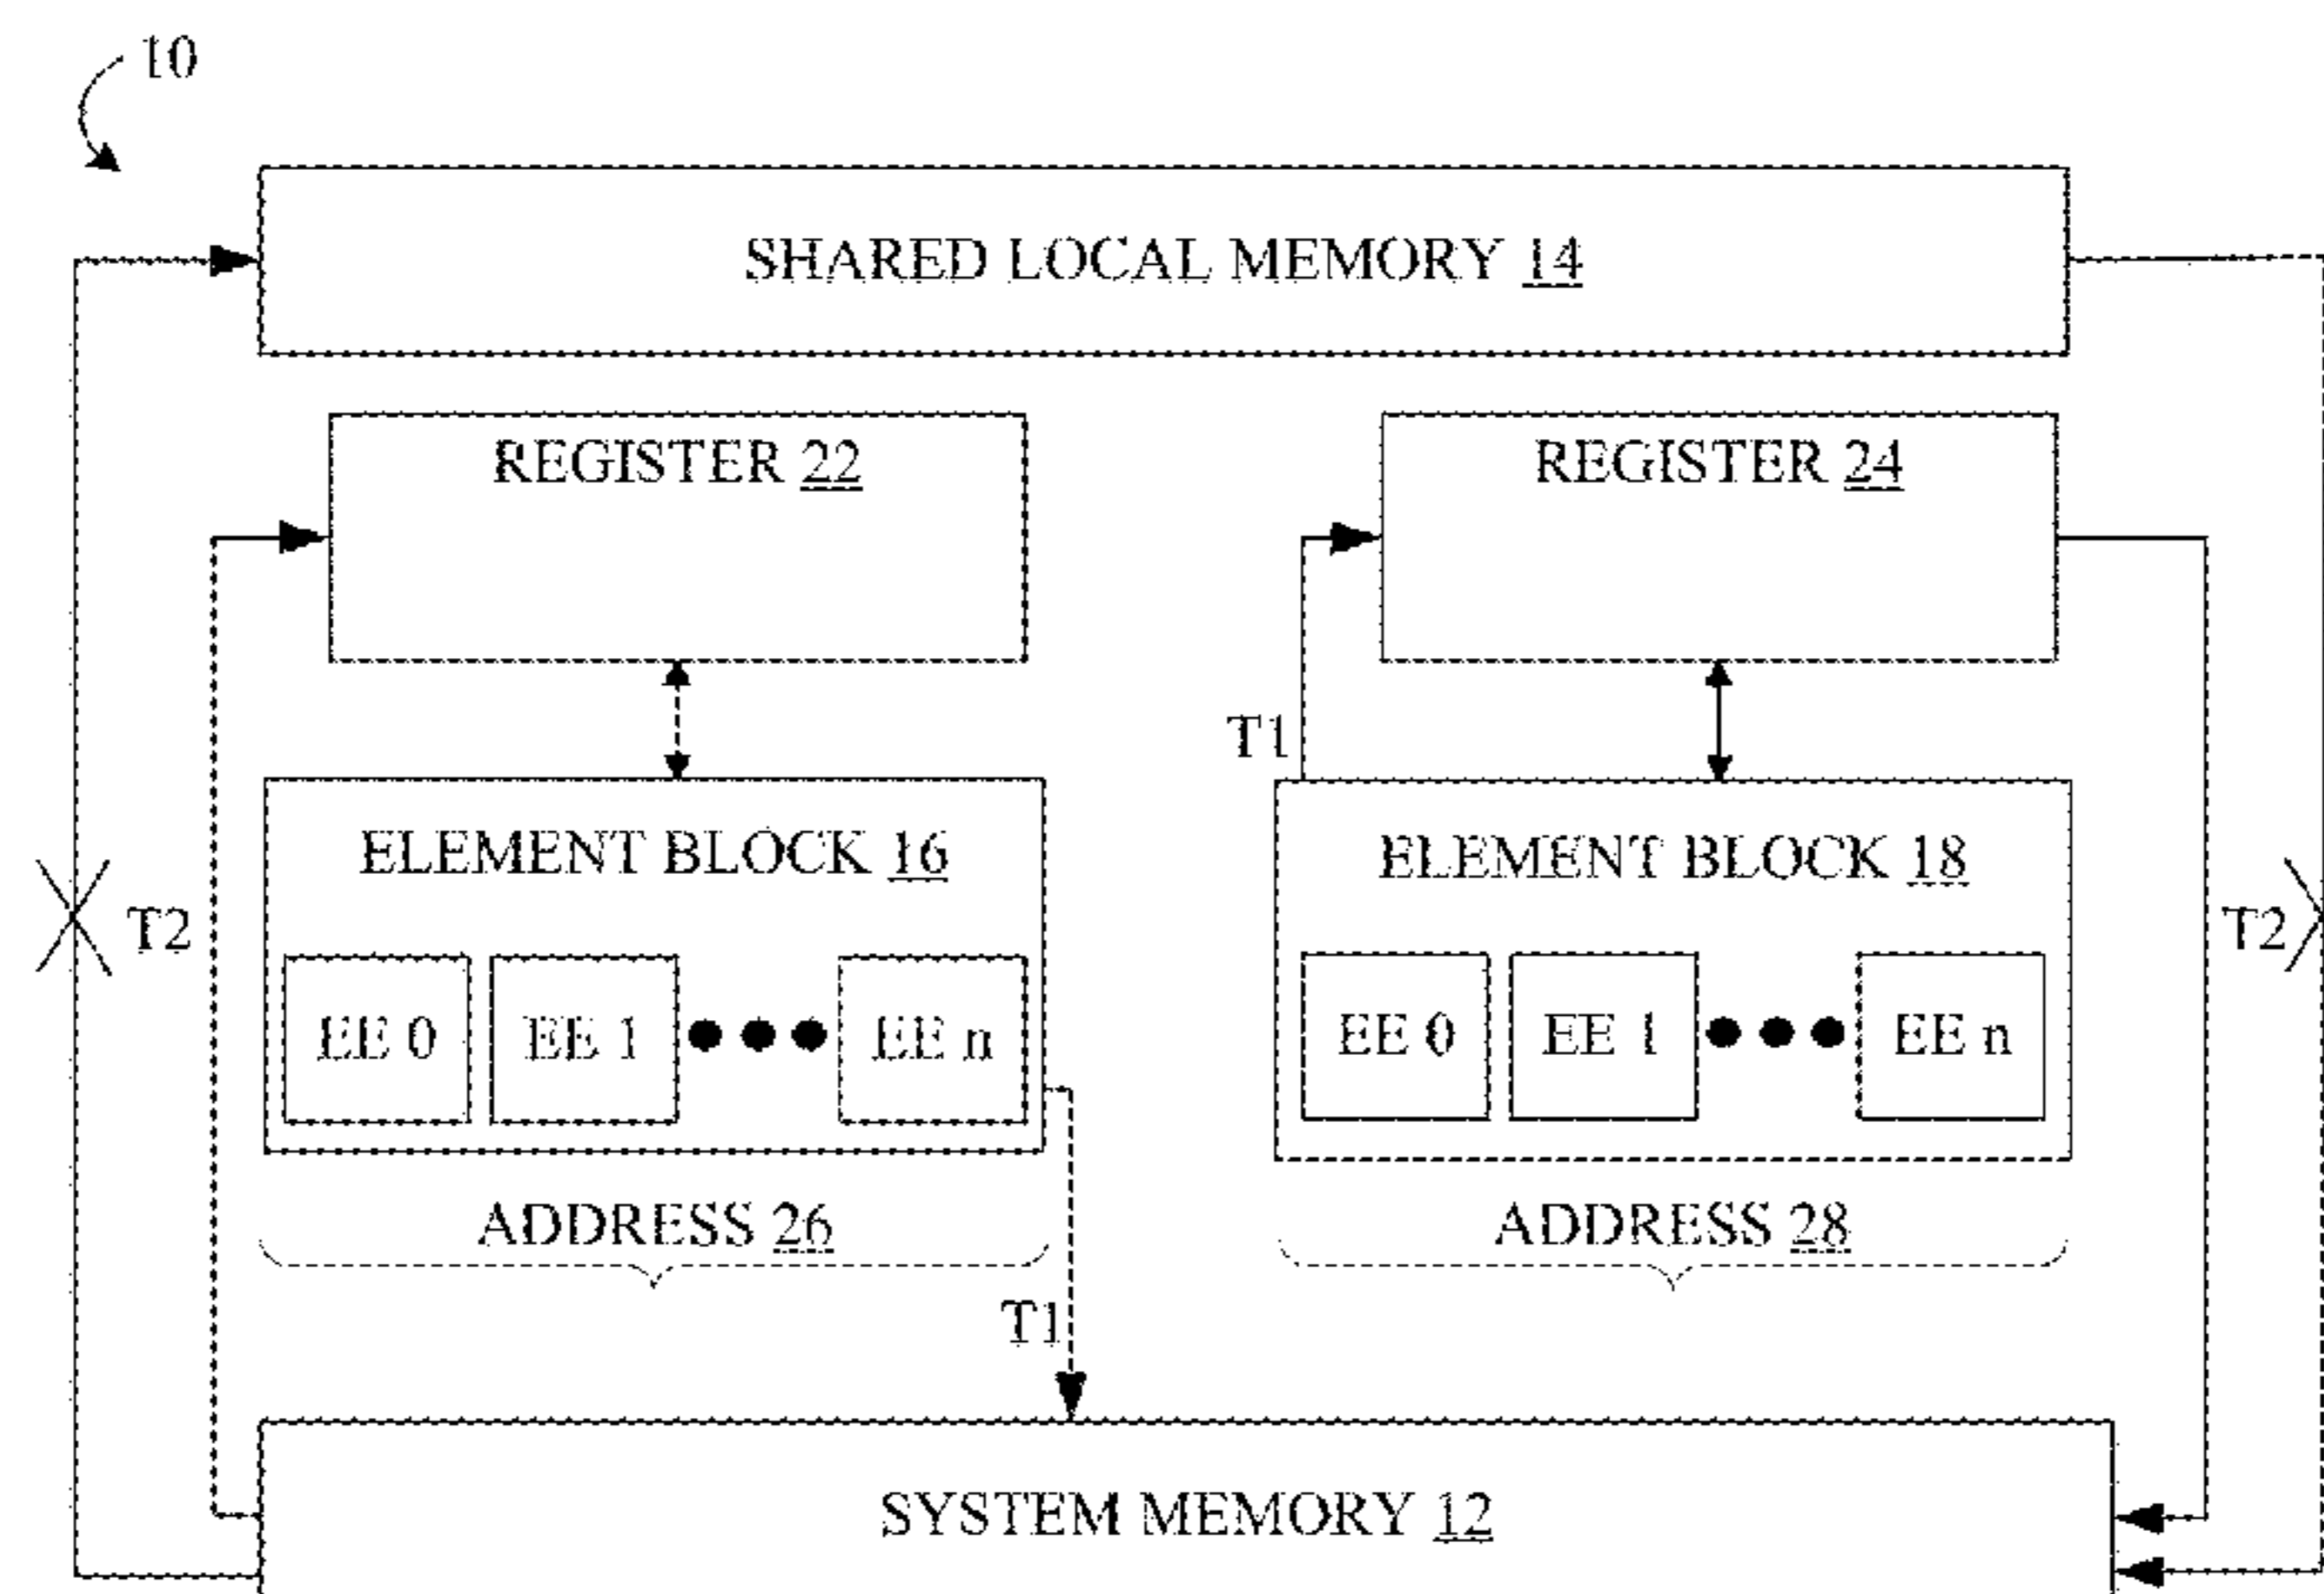 10
SHARED LOCAL MEMORY 14
REGISTER 22
REGISTER 24
T1
ELEMENT BLOCK 16
ELEMENT BLOCK 18
T2
T2
EE 0
EE 1
EE n
EE 0
EE 1
EE n
ADDRESS 26
ADDRESS 28
T1
SYSTEM MEMORY 12